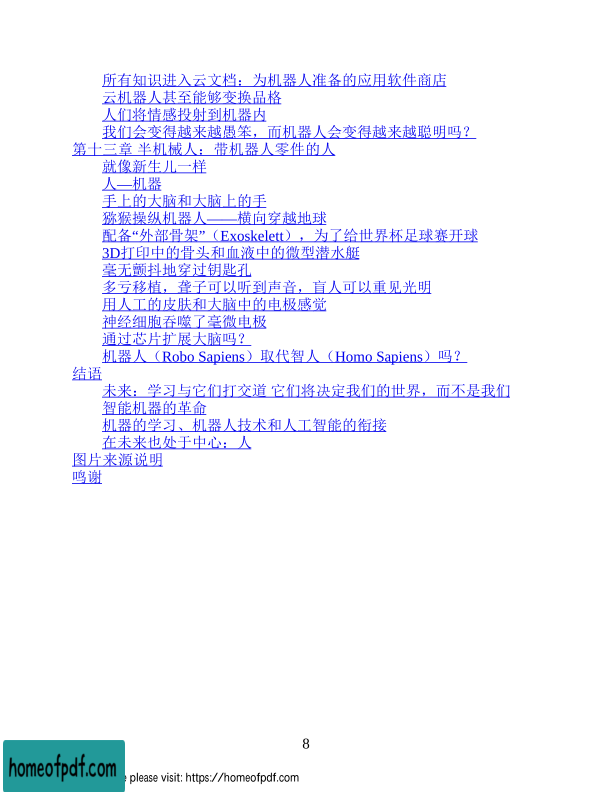 所有知识进入云文档：为机器人准备的应用软件商店
云机器人甚至能够变换品格
人们将情感投射到机器内
我们会变得越来越愚笨，而机器人会变得越来越聪明吗？
第十三章 半机械人：带机器人零件的人
就像新生儿一样
人—机器
手上的大脑和大脑上的手
猕猴操纵机器人——横向穿越地球
配备“外部骨架”（Exoskelett），为了给世界杯足球赛开球
3D打印中的骨头和血液中的微型潜水艇
毫无颤抖地穿过钥匙孔
多亏移植，聋子可以听到声音，盲人可以重见光明
用人工的皮肤和大脑中的电极感觉
神经细胞吞噬了毫微电极
通过芯片扩展大脑吗？
机器人（Robo Sapiens）取代智人（Homo Sapiens）吗？
结语
未来：学习与它们打交道 它们将决定我们的世界，而不是我们
智能机器的革命
机器的学习、机器人技术和人工智能的衔接
在未来也处于中心：人
图片来源说明
鸣谢
8
homeofpdf.com
please visit: https://homeofpdf.com